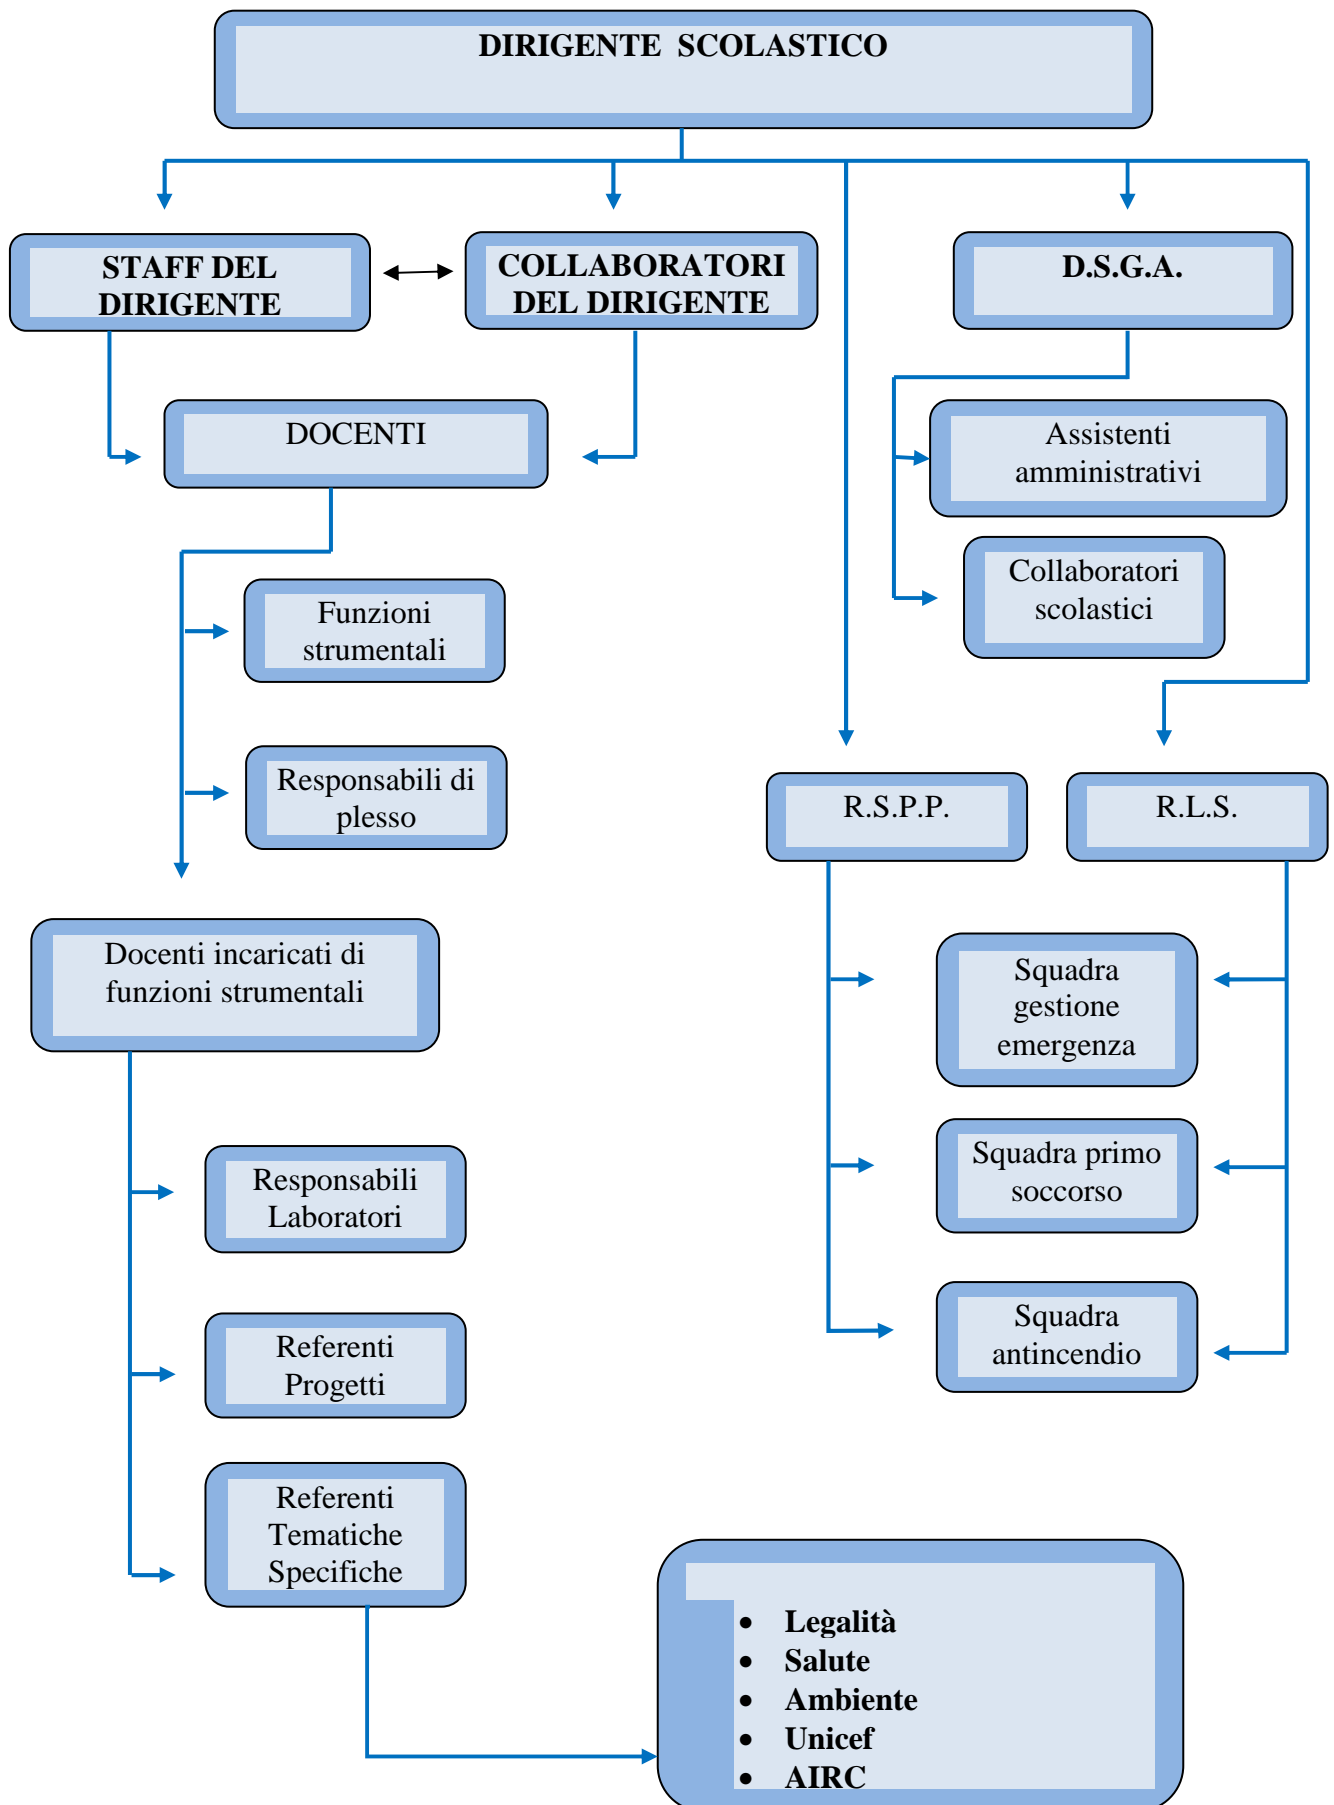 DIRIGENTE SCOLASTICO
STAFF DEL
DIRIGENTE
COLLABORATORI
DEL DIRIGENTE
D.S.G.A.
DOCENTI
Assistenti
amministrativi
Collaboratori
scolastici
Funzioni
strumentali
Responsabili di
plesso
R.S.P.P.
R.L.S.
Docenti incaricati di
funzioni strumentali
Squadra
gestione
emergenza
Responsabili
Laboratori
Squadra primo
soccorso
Referenti
Progetti
Squadra
antincendio
Referenti
Tematiche
Specifiche
• Legalità
• Salute
• Ambiente
• Unicef
• AIRC